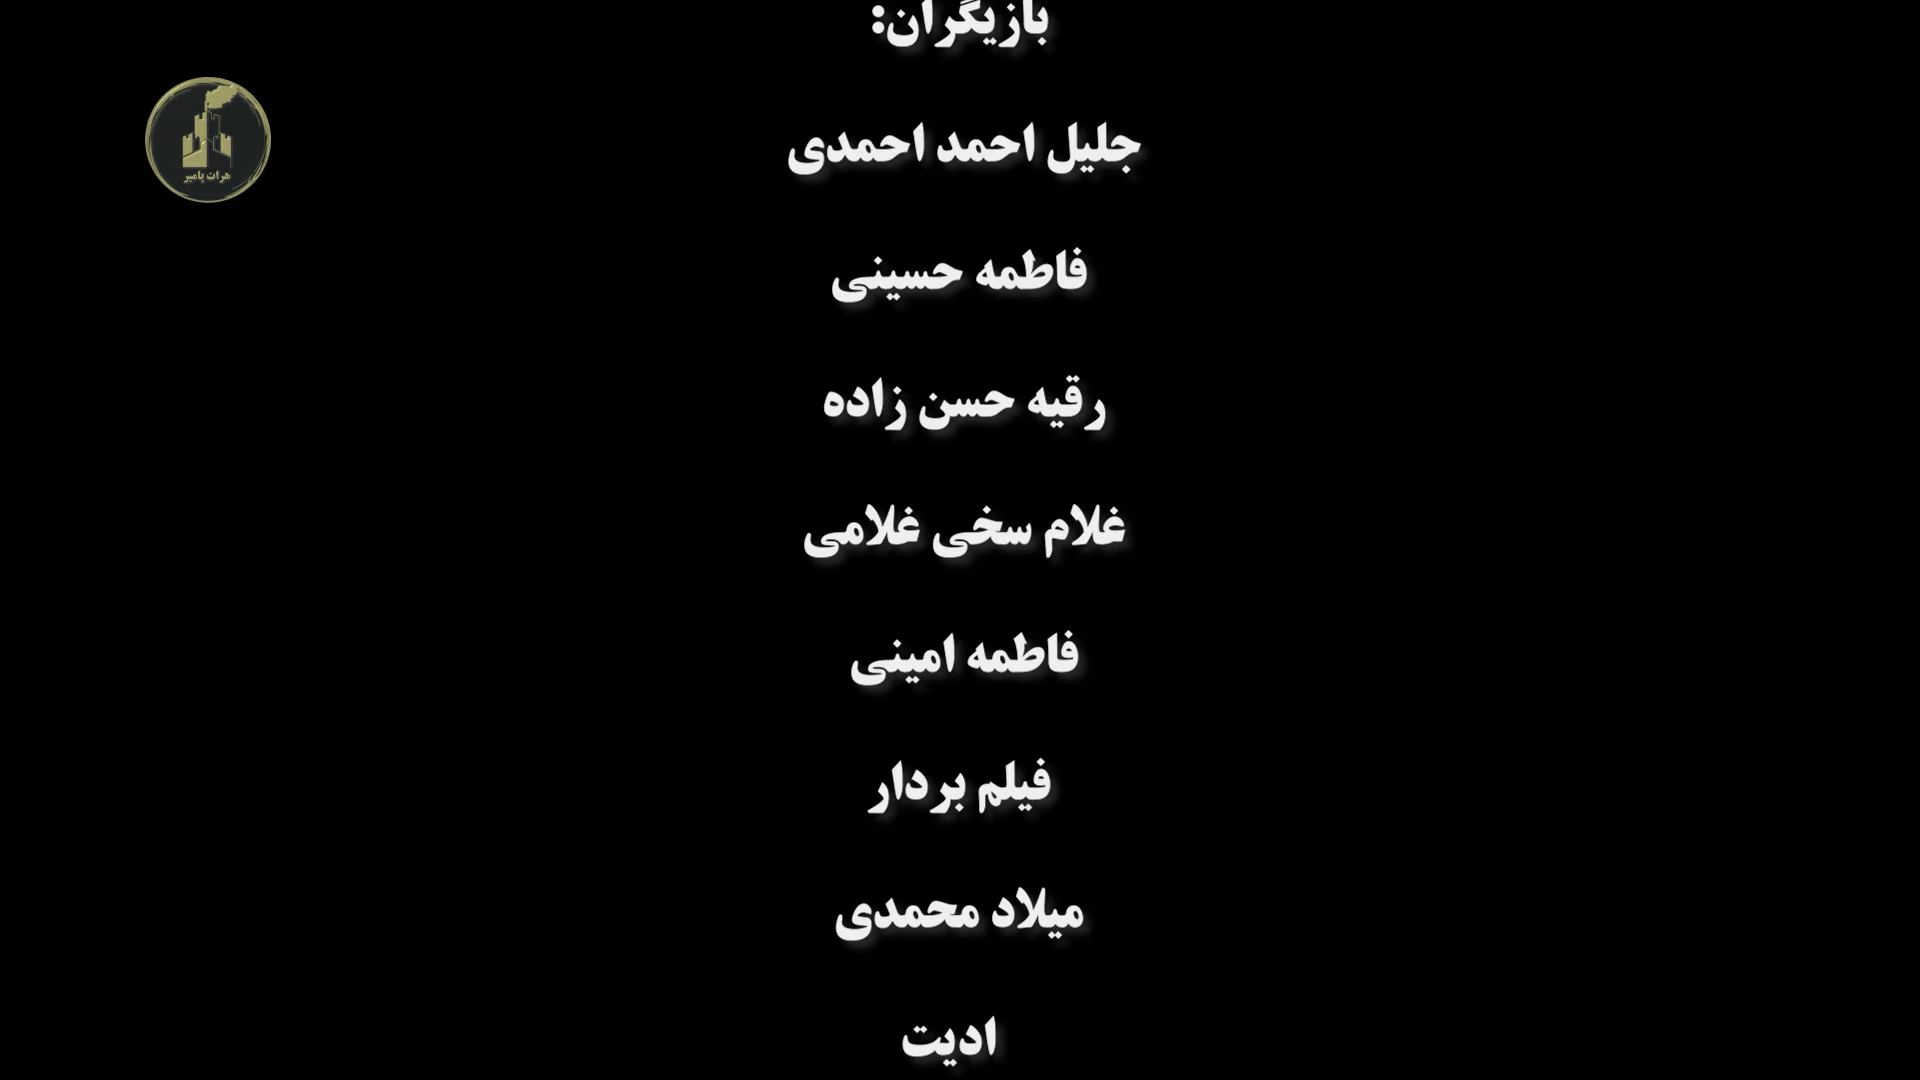 بازیگران:
هرات پامیر
جلیل احمد احمدی
فاطمه حسینی
رقیه حسن زاده
غلام سخی غلامی
فاطمه امینی
فیلم بردار
میلاد محمدی
ادیت